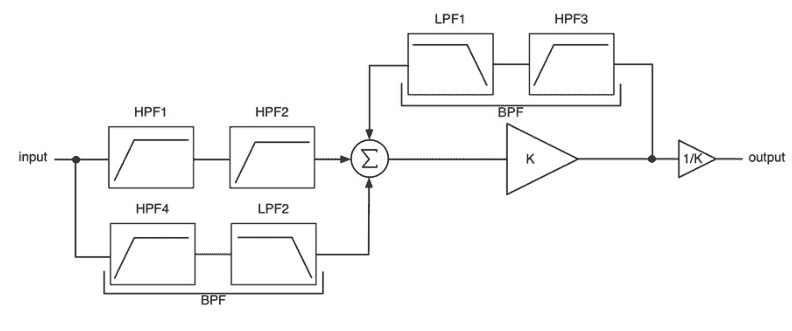 LPF1 HPF3
BPF
HPF1 HPF2
input Σ K 1/K output
HPF4 LPF2
BPF